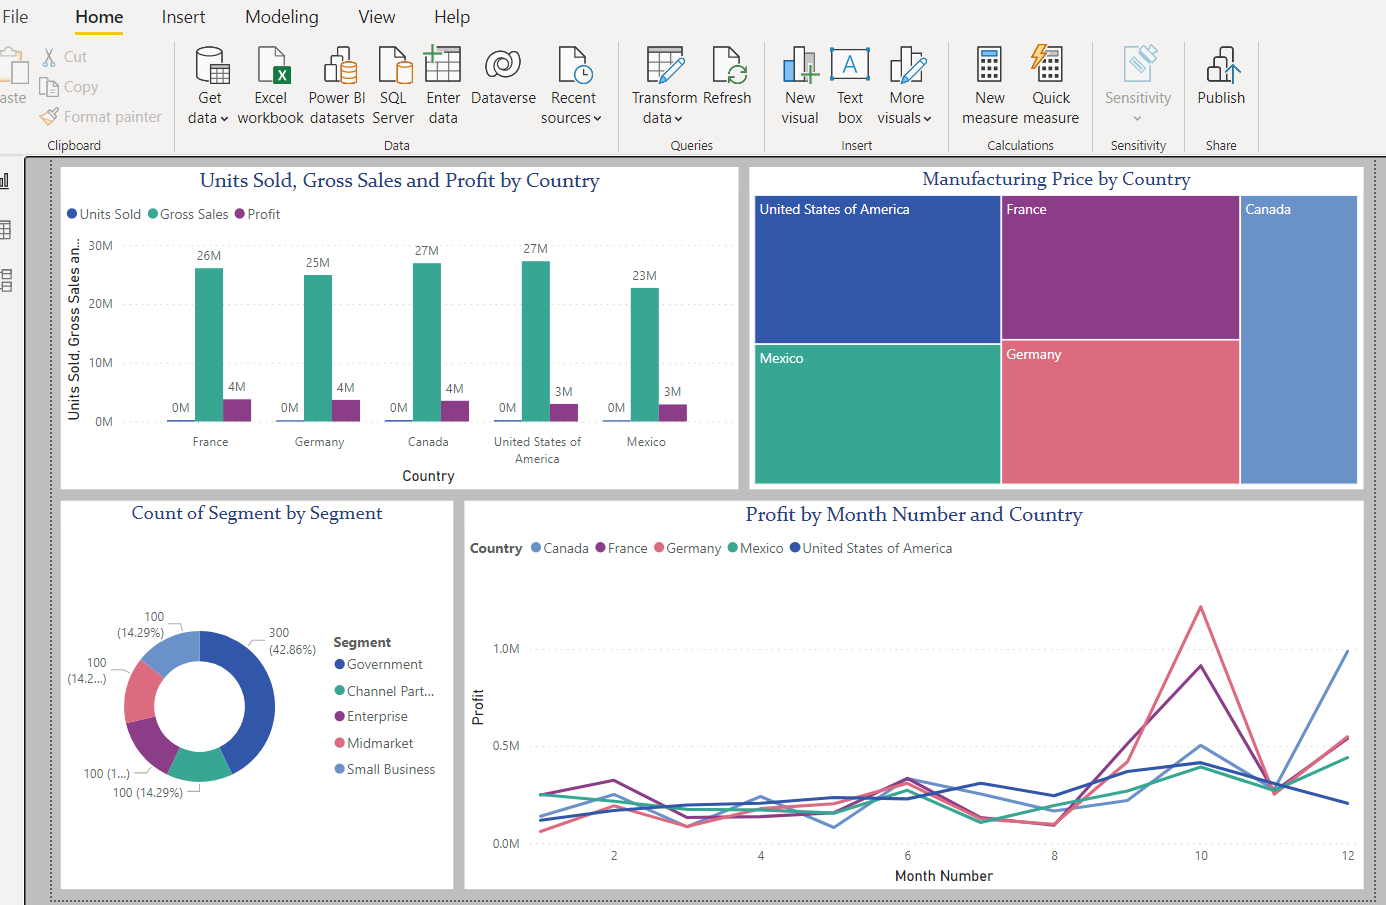 File Home Insert Modeling View Help
Cut
aste Copy
Format painter
Clipboard
Get data
Excel workbook
Power BI datasets
SQL Server
Enter data
Dataverse
Recent sources
Data
Transform data
Refresh
Queries
New visual
Text box
More visuals
Insert
New measure
Quick measure
Calculations
Sensitivity
Sensitivity
Publish
Share
Units Sold, Gross Sales and Profit by Country
Units Sold Gross Sales Profit
Units Sold, Gross Sales an...
30M
20M
10M
0M
26M
25M
27M
27M
23M
0M 4M 0M 4M 0M 4M 0M 3M 0M 3M
France Germany Canada United States of America Mexico
Country
Manufacturing Price by Country
United States of America
France
Canada
Mexico
Germany
Count of Segment by Segment
100
(14.29%)
300
(42.86%)
100
(14.2...)
100 (1...)
100 (14.29%)
Segment
Government
Channel Part...
Enterprise
Midmarket
Small Business
Profit by Month Number and Country
Country Canada France Germany Mexico United States of America
Profit
1.0M
0.5M
0.0M
2 4 6 8 10 12
Month Number